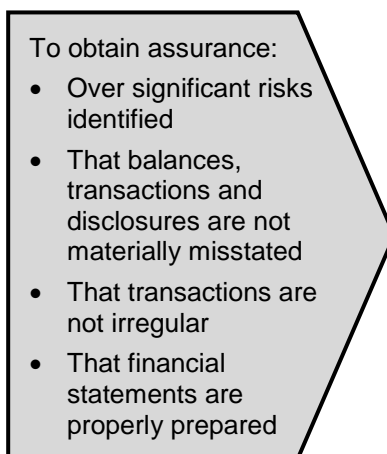 To obtain assurance:
• Over significant risks
identified
• That balances,
transactions and
disclosures are not
materially misstated
• That transactions are
not irregular
• That financial
statements are
properly prepared